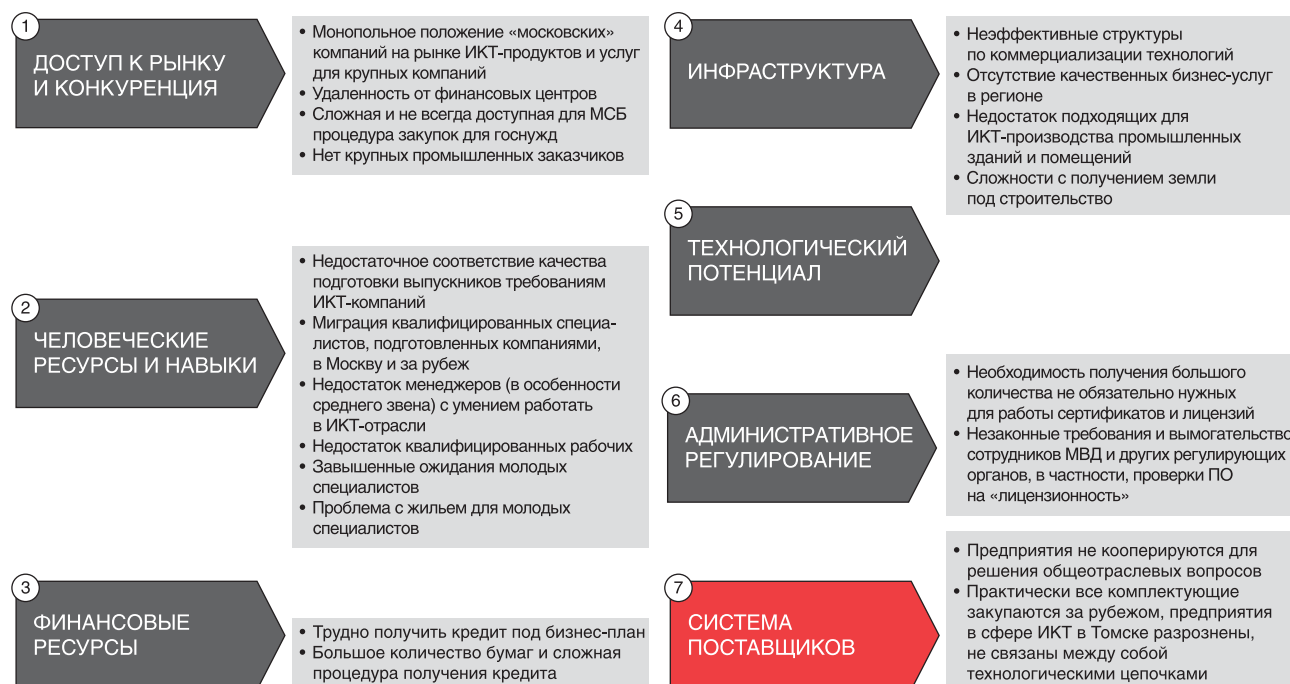 1
ДОСТУП К РЫНКУ
И КОНКУРЕНЦИЯ
• Монопольное положение «московских»
компаний на рынке ИКТ-продуктов и услуг
для крупных компаний
• Удаленность от финансовых центров
• Сложная и не всегда доступная для МСБ
процедура закупок для госнужд
• Нет крупных промышленных заказчиков
2
ЧЕЛОВЕЧЕСКИЕ
РЕСУРСЫ И НАВЫКИ
• Недостаточное соответствие качества
подготовки выпускников требованиям
ИКТ-компаний
• Миграция квалифицированных специа-
листов, подготовленных компаниями,
в Москву и за рубеж
• Недостаток менеджеров (в особенности
среднего звена) с умением работать
в ИКТ-отрасли
• Недостаток квалифицированных рабочих
• Завышенные ожидания молодых
специалистов
• Проблема с жильем для молодых
специалистов
3
ФИНАНСОВЫЕ
РЕСУРСЫ
• Трудно получить кредит под бизнес-план
• Большое количество бумаг и сложная
процедура получения кредита
4
ИНФРАСТРУКТУРА
• Неэффективные структуры
по коммерциализации технологий
• Отсутствие качественных бизнес-услуг
в регионе
• Недостаток подходящих для
ИКТ-производства промышленных
зданий и помещений
• Сложности с получением земли
под строительство
5
ТЕХНОЛОГИЧЕСКИЙ
ПОТЕНЦИАЛ
6
АДМИНИСТРАТИВНОЕ
РЕГУЛИРОВАНИЕ
• Необходимость получения большого
количества не обязательно нужных
для работы сертификатов и лицензий
• Незаконные требования и вымогательство
сотрудников МВД и других регулирующих
органов, в частности, проверки ПО
на «лицензионность»
7
СИСТЕМА
ПОСТАВЩИКОВ
• Предприятия не кооперируются для
решения общеотраслевых вопросов
• Практически все комплектующие
закупаются за рубежом, предприятия
в сфере ИКТ в Томске разрознены,
не связаны между собой
технологическими цепочками